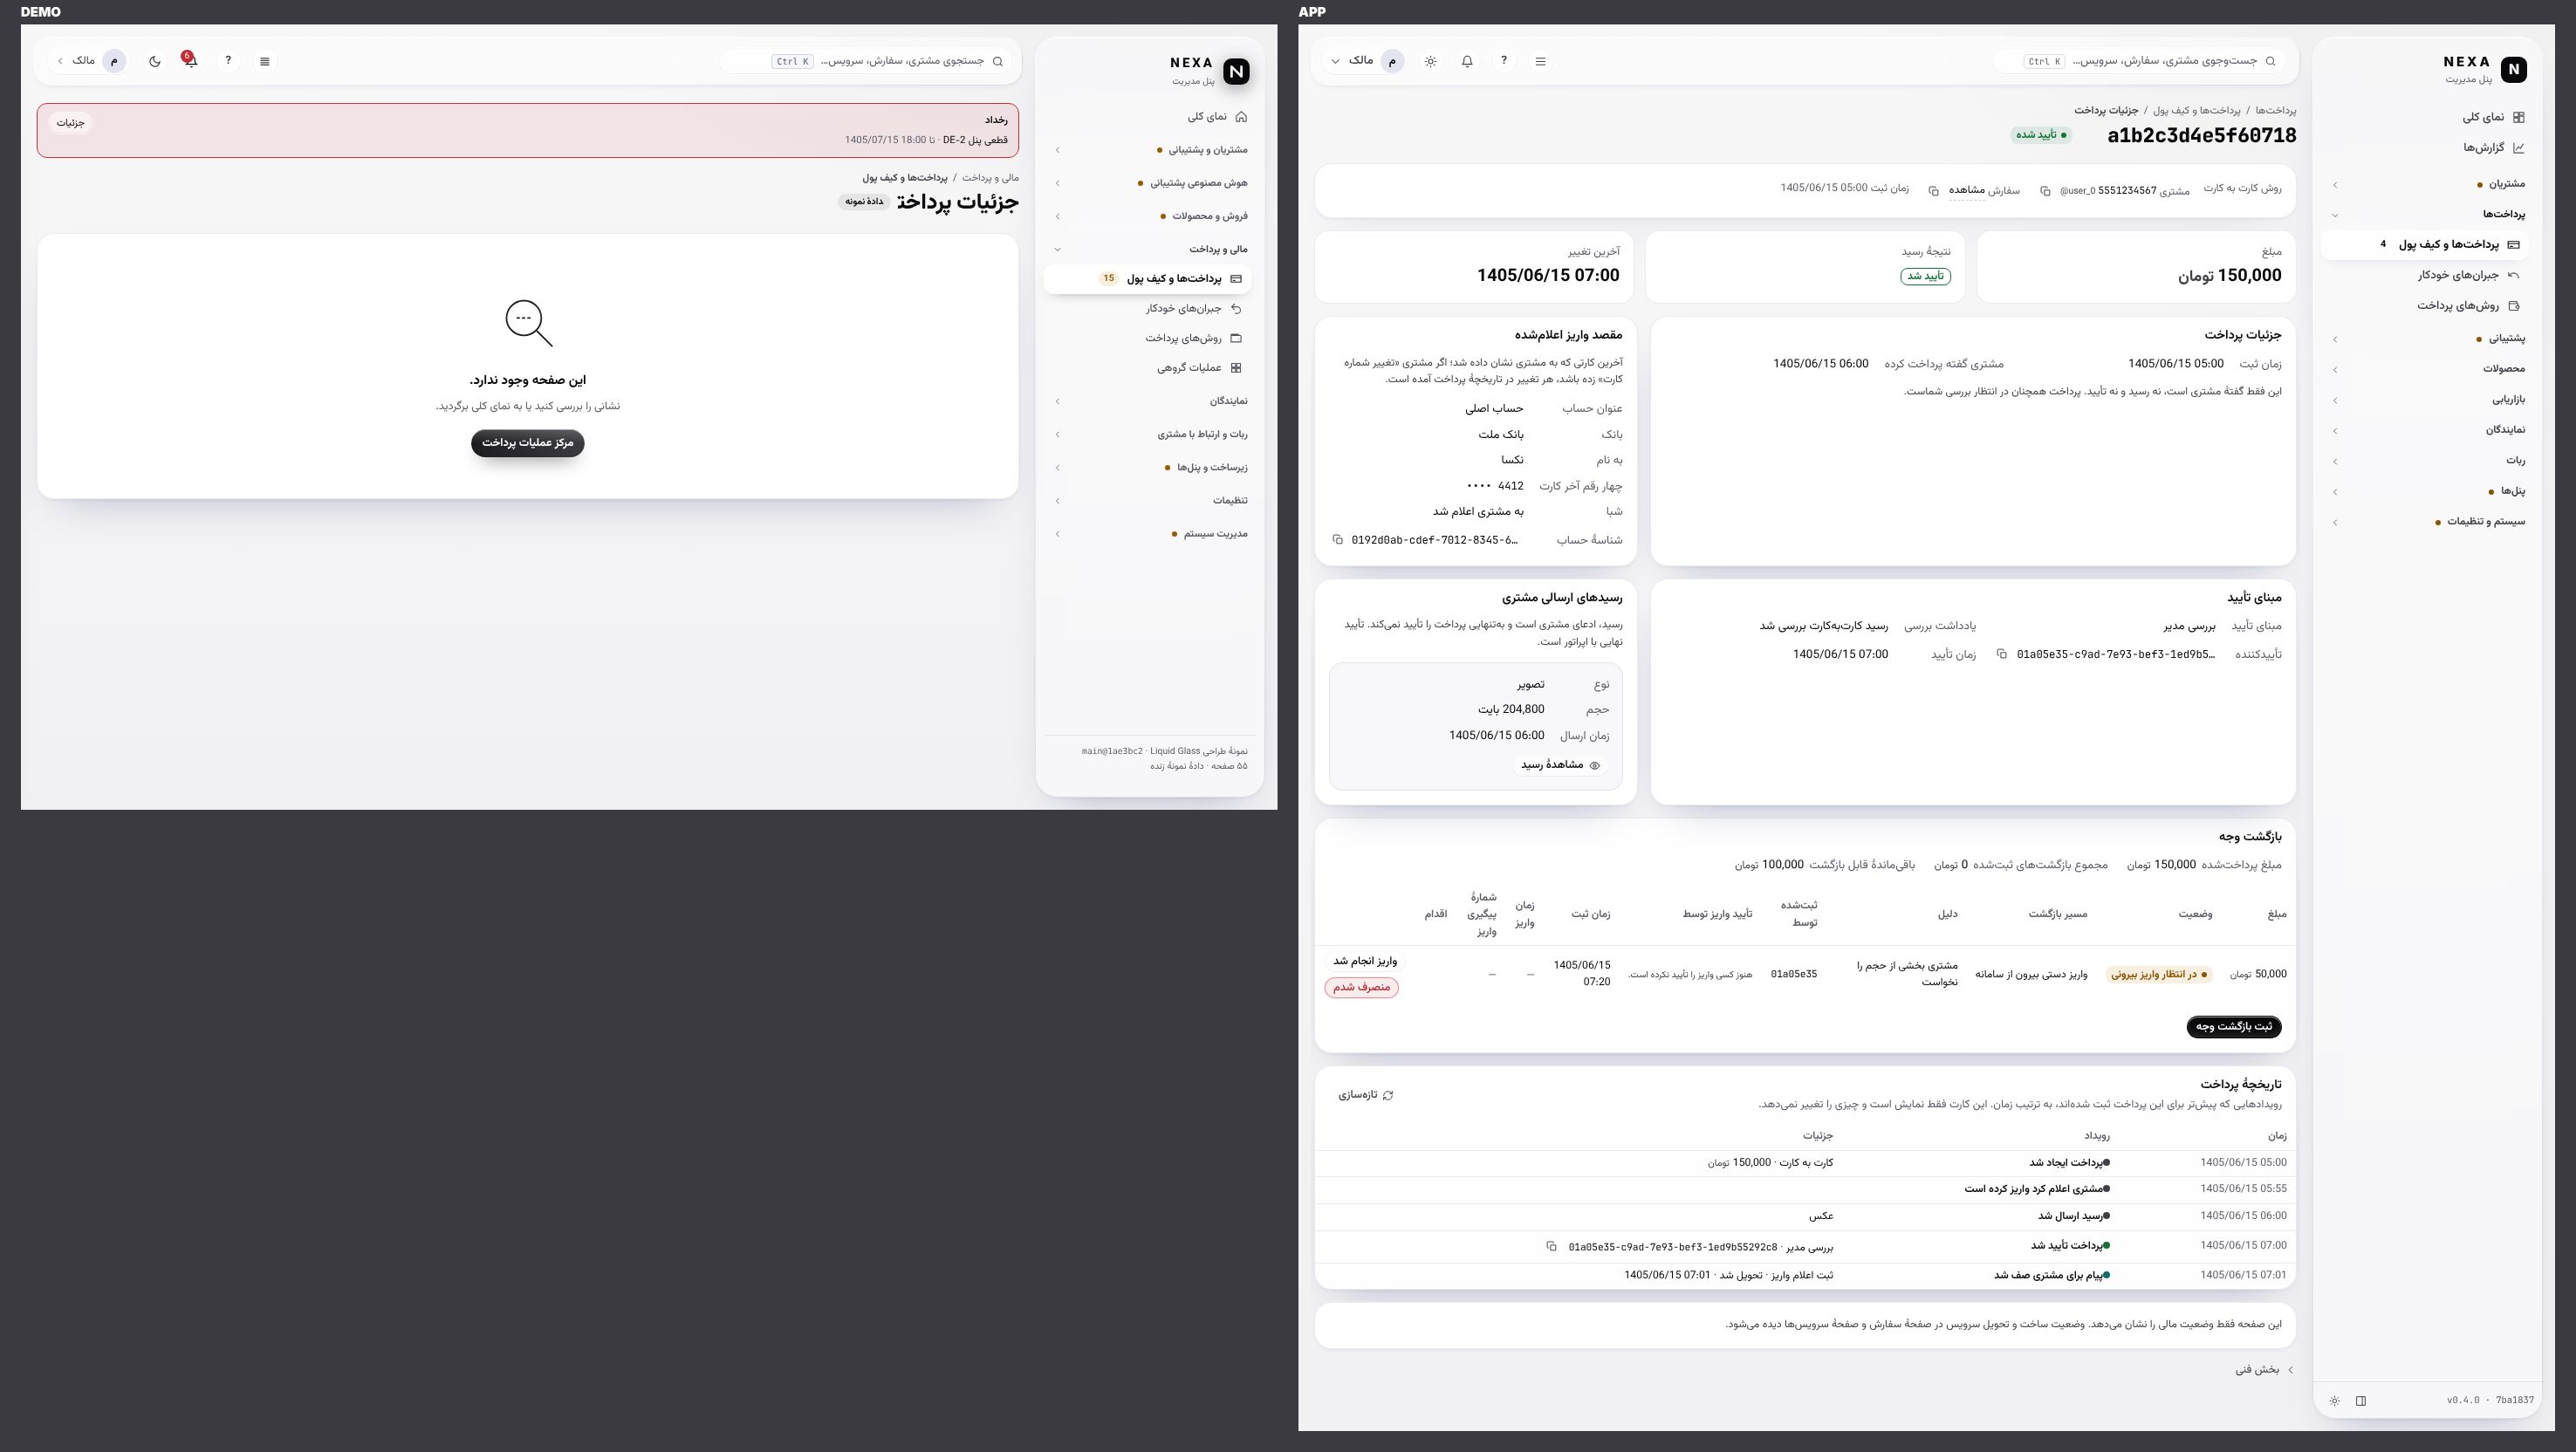 DEMO
NEXA
پنل مدیریت
نمای کلی
مشتریان و پشتیبانی
هوش مصنوعی پشتیبانی
فروش و محصولات
مالی و پرداخت
پرداخت‌ها و کیف پول 15
جبران‌های خودکار
روش‌های پرداخت
عملیات گروهی
نمایندگان
ربات و ارتباط با مشتری
زیرساخت و پنل‌ها
تنظیمات
مدیریت سیستم
نمونهٔ طراحی Liquid Glass · main@1ae3bc2
۵۵ صفحه · دادهٔ نمونهٔ زنده
جستجوی مشتری، سفارش، سرویس… Ctrl K
?
6
م مالک
رخداد
قطعی پنل DE-2 · تا 18:00 1405/07/15
جزئیات
مالی و پرداخت / پرداخت‌ها و کیف پول
جزئیات پرداخت
دادهٔ نمونه
این صفحه وجود ندارد.
نشانی را بررسی کنید یا به نمای کلی برگردید.
مرکز عملیات پرداخت
APP
N NEXA
پنل مدیریت
نمای کلی
گزارش‌ها
مشتریان
پرداخت‌ها
پرداخت‌ها و کیف پول 4
جبران‌های خودکار
روش‌های پرداخت
پشتیبانی
محصولات
بازاریابی
نمایندگان
ربات
پنل‌ها
سیستم و تنظیمات
v0.4.0 · 7ba1837
جست‌وجوی مشتری، سفارش، سرویس… Ctrl K
?
م مالک
پرداخت‌ها / پرداخت‌ها و کیف پول / جزئیات پرداخت
a1b2c3d4e5f60718 تأیید شده
روش کارت به کارت مشتری 5551234567 @user_0 سفارش مشاهده زمان ثبت 05:00 1405/06/15
مبلغ
150,000 تومان
نتیجهٔ رسید
تأیید شد
آخرین تغییر
1405/06/15 07:00
جزئیات پرداخت
زمان ثبت 1405/06/15 05:00 مشتری گفته پرداخت کرده 1405/06/15 06:00
این فقط گفتهٔ مشتری است، نه رسید و نه تأیید. پرداخت همچنان در انتظار بررسی شماست.
مقصد واریز اعلام‌شده
آخرین کارتی که به مشتری نشان داده شد؛ اگر مشتری «تغییر شماره
کارت» زده باشد، هر تغییر در تاریخچهٔ پرداخت آمده است.
عنوان حساب حساب اصلی
بانک بانک ملت
به نام نکسا
چهار رقم آخر کارت •••• 4412
شبا به مشتری اعلام شد
شناسهٔ حساب 0192d0ab-cdef-7012-8345-6…
مبنای تأیید
مبنای تأیید بررسی مدیر یادداشت بررسی رسید کارت‌به‌کارت بررسی شد
تأییدکننده 01a05e35-c9ad-7e93-bef3-1ed9b5… زمان تأیید 1405/06/15 07:00
رسیدهای ارسالی مشتری
رسید، ادعای مشتری است و به‌تنهایی پرداخت را تأیید نمی‌کند. تأیید
نهایی با اپراتور است.
نوع تصویر
حجم 204,800 بایت
زمان ارسال 1405/06/15 06:00
مشاهدهٔ رسید
بازگشت وجه
مبلغ پرداخت‌شده 150,000 تومان مجموع بازگشت‌های ثبت‌شده 0 تومان باقی‌ماندهٔ قابل بازگشت 100,000 تومان
مبلغ وضعیت مسیر بازگشت دلیل ثبت‌شده توسط تأیید واریز توسط زمان ثبت زمان واریز شمارهٔ پیگیری واریز اقدام
50,000 تومان در انتظار واریز بیرونی واریز دستی بیرون از سامانه مشتری بخشی از حجم را نخواست 01a05e35 هنوز کسی واریز را تأیید نکرده است. 1405/06/15 07:20 — — واریز انجام شد
منصرف شدم
ثبت بازگشت وجه
تاریخچهٔ پرداخت
رویدادهایی که پیش‌تر برای این پرداخت ثبت شده‌اند، به ترتیب زمان. این کارت فقط نمایش است و چیزی را تغییر نمی‌دهد.
تازه‌سازی
زمان رویداد جزئیات
1405/06/15 05:00 پرداخت ایجاد شد کارت به کارت · 150,000 تومان
1405/06/15 05:55 مشتری اعلام کرد واریز کرده است
1405/06/15 06:00 رسید ارسال شد عکس
1405/06/15 07:00 پرداخت تأیید شد بررسی مدیر · 01a05e35-c9ad-7e93-bef3-1ed9b55292c8
1405/06/15 07:01 پیام برای مشتری صف شد ثبت اعلام واریز · تحویل شد · 1405/06/15 07:01
این صفحه فقط وضعیت مالی را نشان می‌دهد. وضعیت ساخت و تحویل سرویس در صفحهٔ سفارش و صفحهٔ سرویس‌ها دیده می‌شود.
بخش فنی